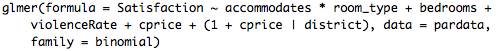 glmer(formula = Satisfaction ~ accommodates * room_type + bedrooms +
violenceRate + cprice + (1 + cprice | district), data = pardata,
family = binomial)